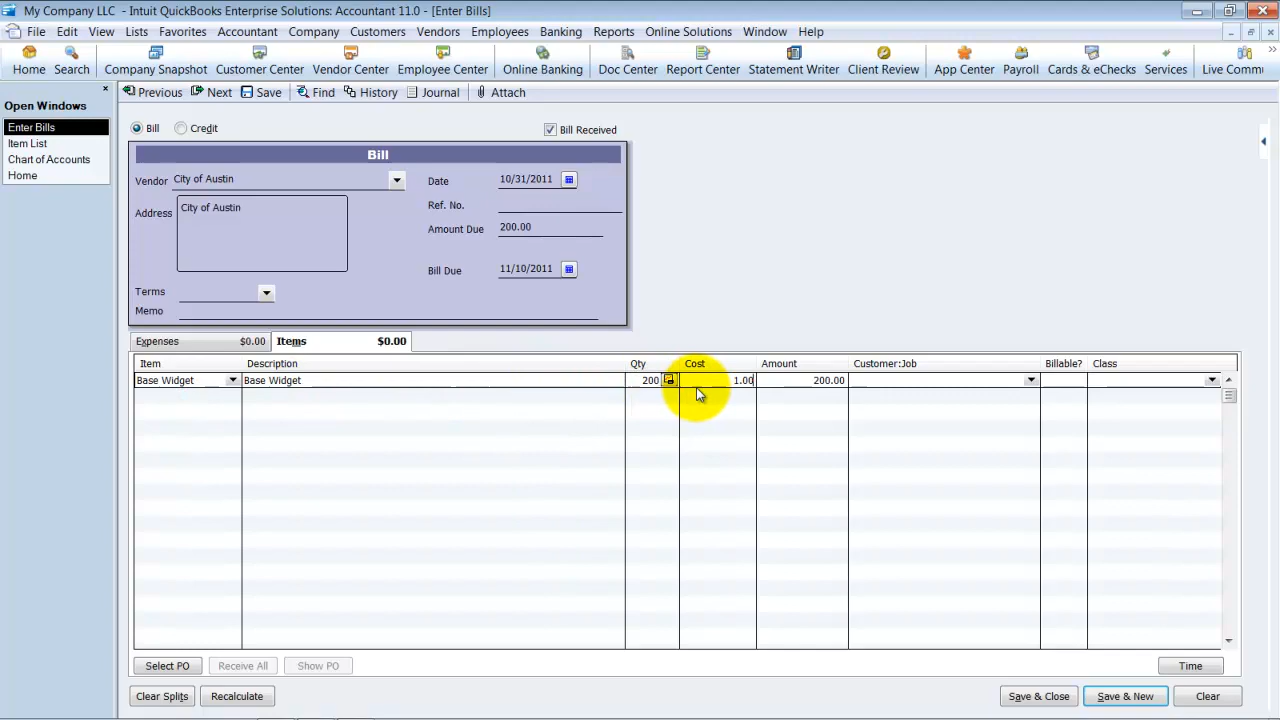 My Company LLC - Intuit QuickBooks Enterprise Solutions: Accountant 11.0 - [Enter Bills]
File Edit View Lists Favorites Accountant Company Customers Vendors Employees Banking Reports Online Solutions Window Help
Home Search Company Snapshot Customer Center Vendor Center Employee Center Online Banking Doc Center Report Center Statement Writer Client Review App Center Payroll Cards & eChecks Services Live Commu
Open Windows
Enter Bills
Item List
Chart of Accounts
Home
Previous Next Save Find History Journal Attach
Bill Credit Bill Received
Bill
Vendor City of Austin Date 10/31/2011
Address City of Austin Ref. No.
Amount Due 200.00
Bill Due 11/10/2011
Terms
Memo
Expenses $0.00 Items $0.00
Item Description Qty Cost Amount Customer:Job Billable? Class
Base Widget Base Widget 200 1.00 200.00
Select PO Receive All Show PO Time
Clear Splits Recalculate Save & Close Save & New Clear